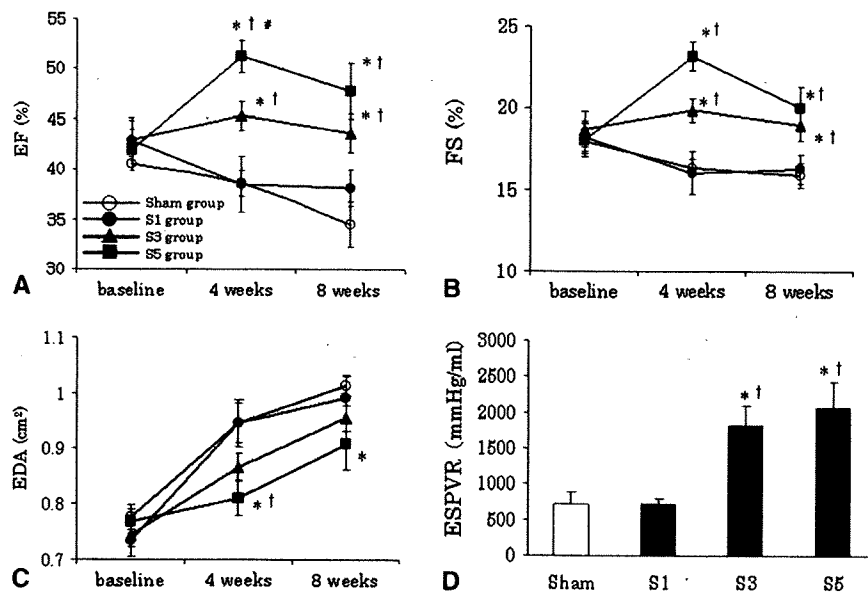 55
50
45
40
35
30
EF (%)
* † #
* †
* †
* †
Sham group
S1 group
S3 group
S5 group
A
baseline 4 weeks 8 weeks
25
20
15
10
FS (%)
*†
*†
*†
*†
B
baseline 4 weeks 8 weeks
1.1
1
0.9
0.8
0.7
EDA (cm²)
* †
*
C
baseline 4 weeks 8 weeks
3000
2500
2000
1500
1000
500
0
ESPVR (mmHg/ml)
* †
* †
D
Sham S1 S3 S5